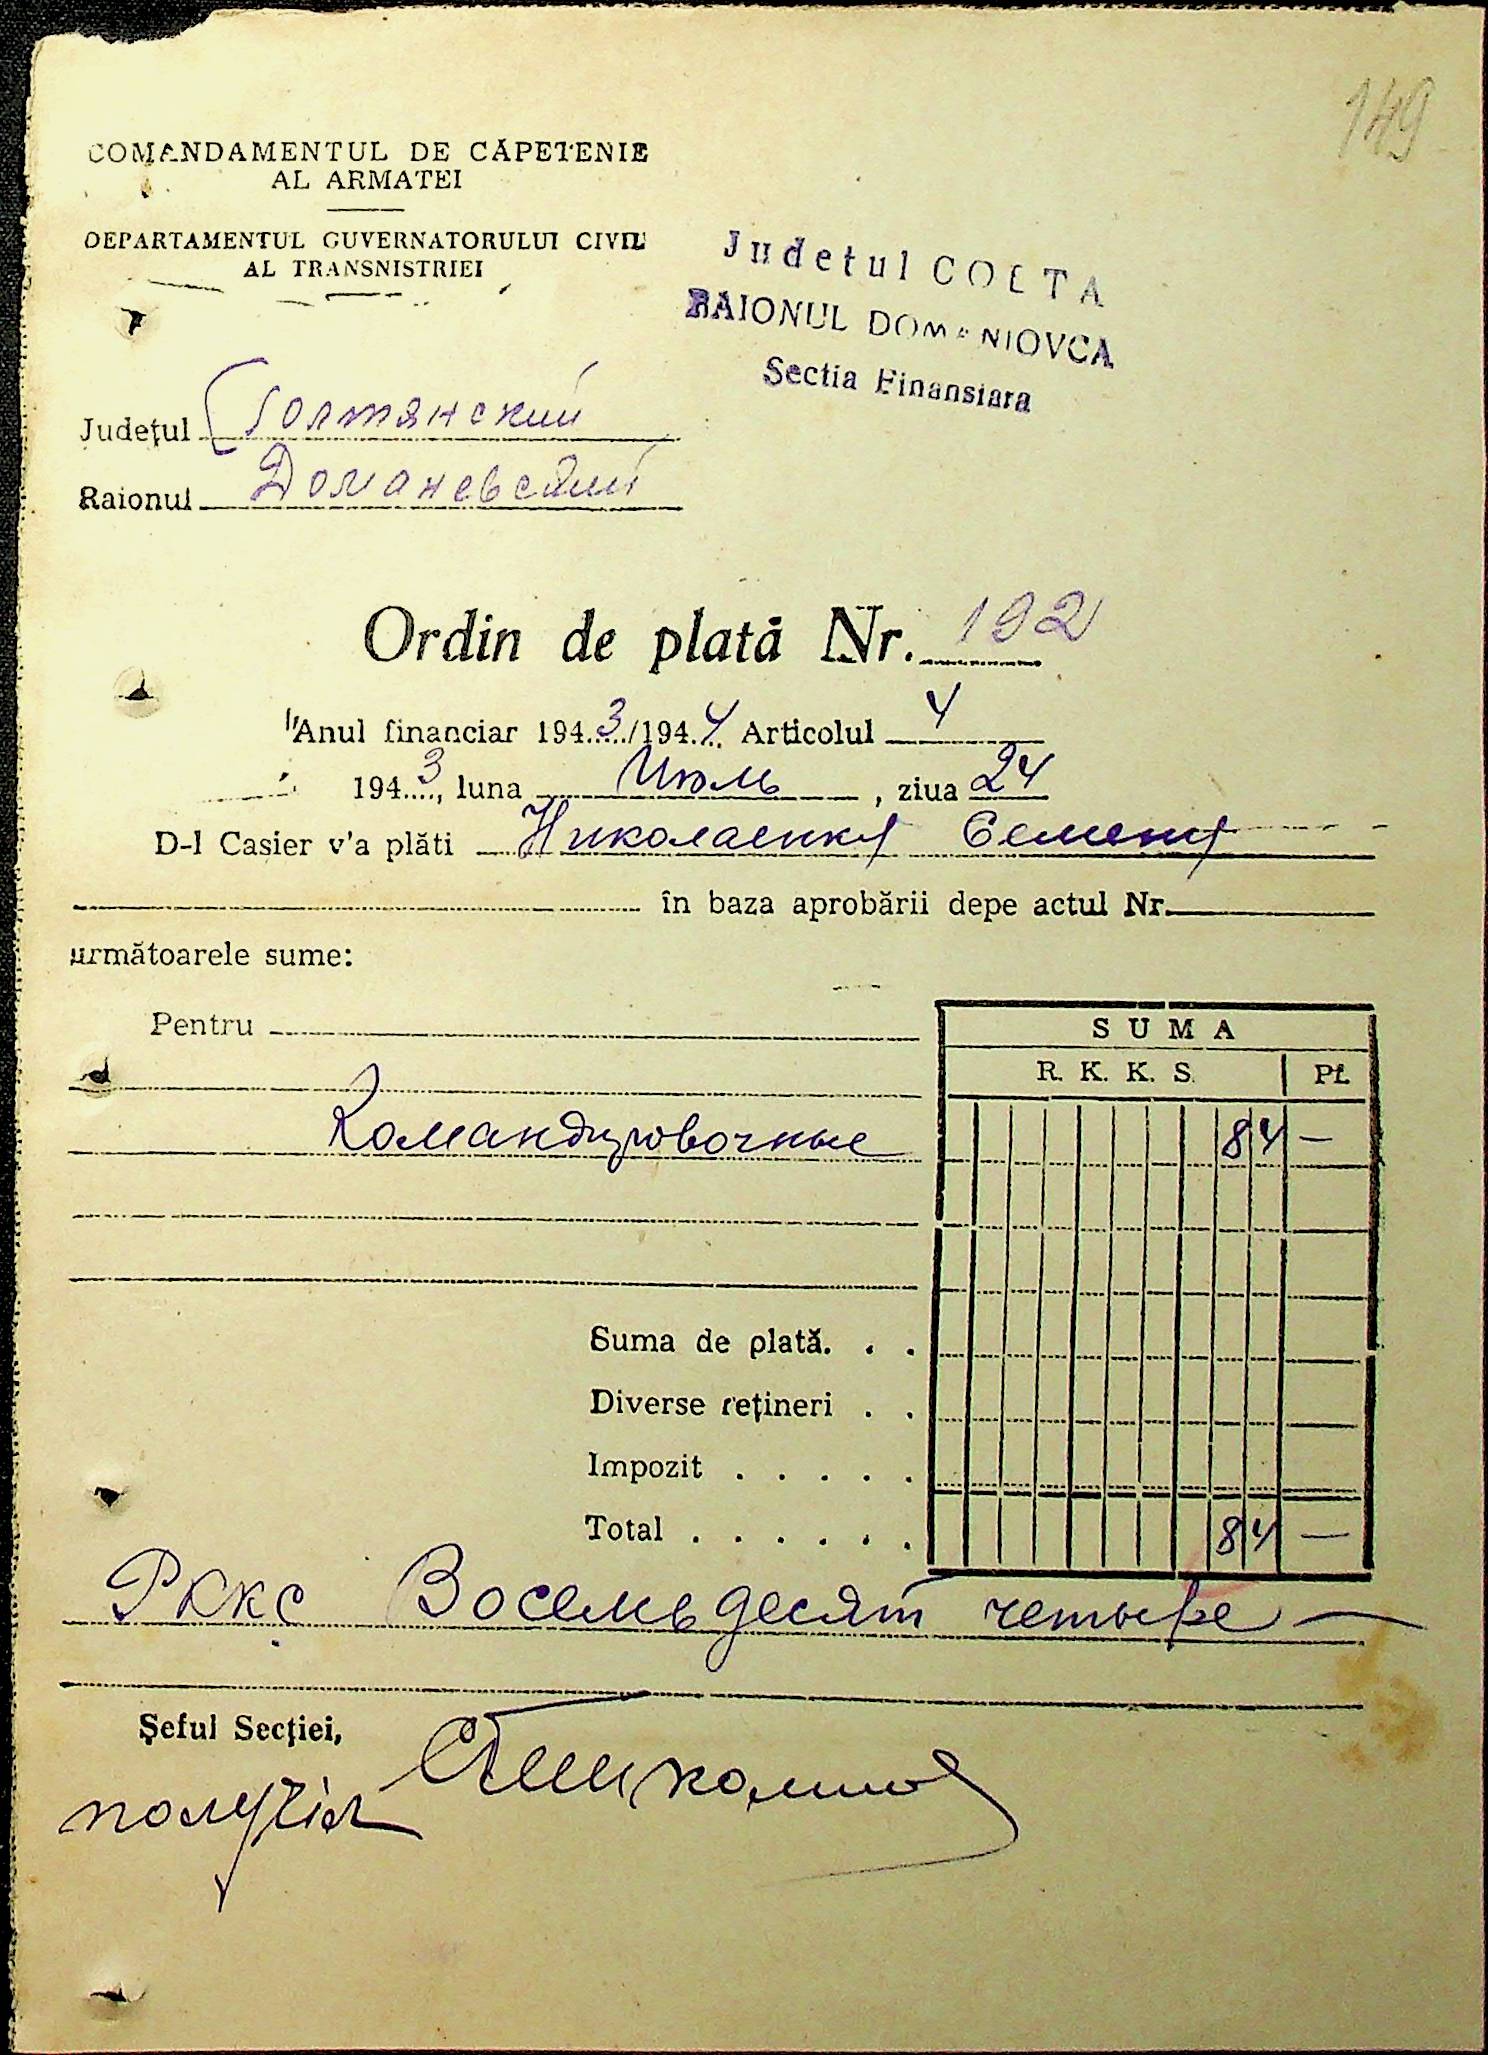 149
COMANDAMENTUL DE CĂPETENIE
AL ARMATEI
DEPARTAMENTUL GUVERNATORULUI CIVIL
AL TRANSNISTRIEI
Judetul COLTA
RAIONUL DOMANIOVCA
Sectia Finansiara
Județul Голтянский
Raionul Доманевский
Ordin de plată Nr. 192
Anul financiar 1943/1944 Articolul 4
1943, luna Июль, ziua 24
D-l Casier v'a plăti Николаенку Семену
în baza aprobării depe actul Nr.
următoarele sume:
Pentru
SUMA
R. K. K. S. Pf.
Командировочные 84 —
Suma de plată. . .
Diverse rețineri . .
Impozit . . . . .
Total . . . . . . 84 —
РККС Восемьдесят четыре —
Șeful Secției,
получил